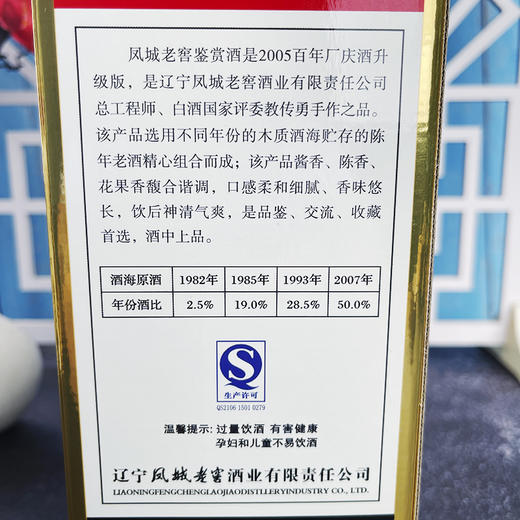 凤城老窖鉴赏酒是2005百年厂庆酒升
级版，是辽宁凤城老窖酒业有限责任公司
总工程师、白酒国家评委教传勇手作之品。
该产品选用不同年份的木质酒海贮存的陈
年老酒精心组合而成；该产品酱香、陈香、
花果香馥合谐调，口感柔和细腻、香味悠
长，饮后神清气爽，是品鉴、交流、收藏
首选，酒中上品。
酒海原酒 1982年 1985年 1993年 2007年
年份酒比 2.5% 19.0% 28.5% 50.0%
QS
生产许可
QS2106 1501 0279
温馨提示: 过量饮酒 有害健康
孕妇和儿童不易饮酒
辽宁凤城老窖酒业有限责任公司
LIAONINGFENGCHENGLAOJIAODISTLLERYINDUSTRY CO., LTD.